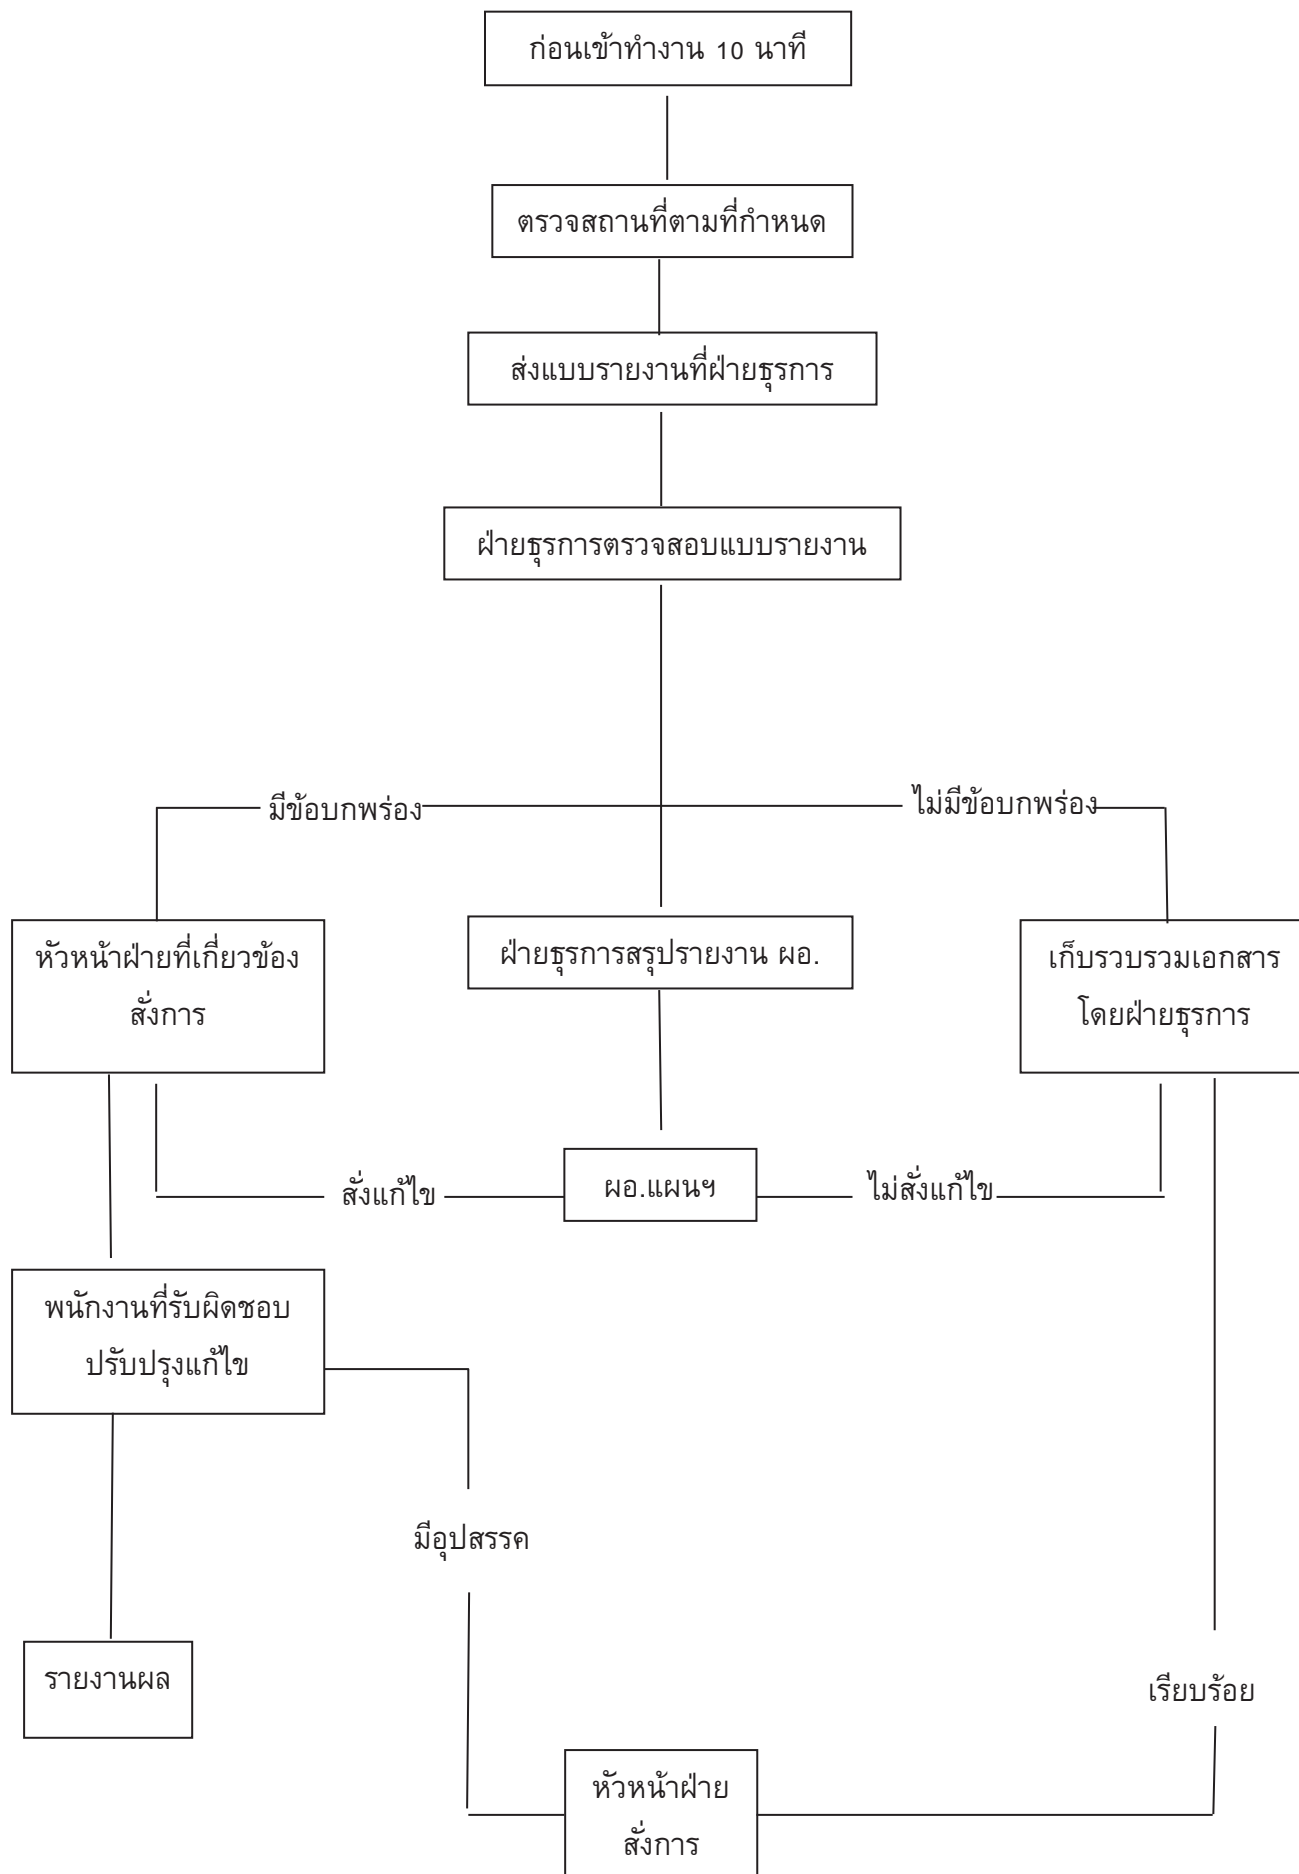 ก่อนเข้าทำงาน 10 นาที
ตรวจสถานที่ตามที่กำหนด
ส่งแบบรายงานที่ฝ่ายธุรการ
ฝ่ายธุรการตรวจสอบแบบรายงาน
มีข้อบกพร่อง
ไม่มีข้อบกพร่อง
หัวหน้าฝ่ายที่เกี่ยวข้อง
สั่งการ
ฝ่ายธุรการสรุปรายงาน ผอ.
เก็บรวบรวมเอกสาร
โดยฝ่ายธุรการ
สั่งแก้ไข
ผอ.แผนฯ
ไม่สั่งแก้ไข
พนักงานที่รับผิดชอบ
ปรับปรุงแก้ไข
มีอุปสรรค
รายงานผล
เรียบร้อย
หัวหน้าฝ่าย
สั่งการ